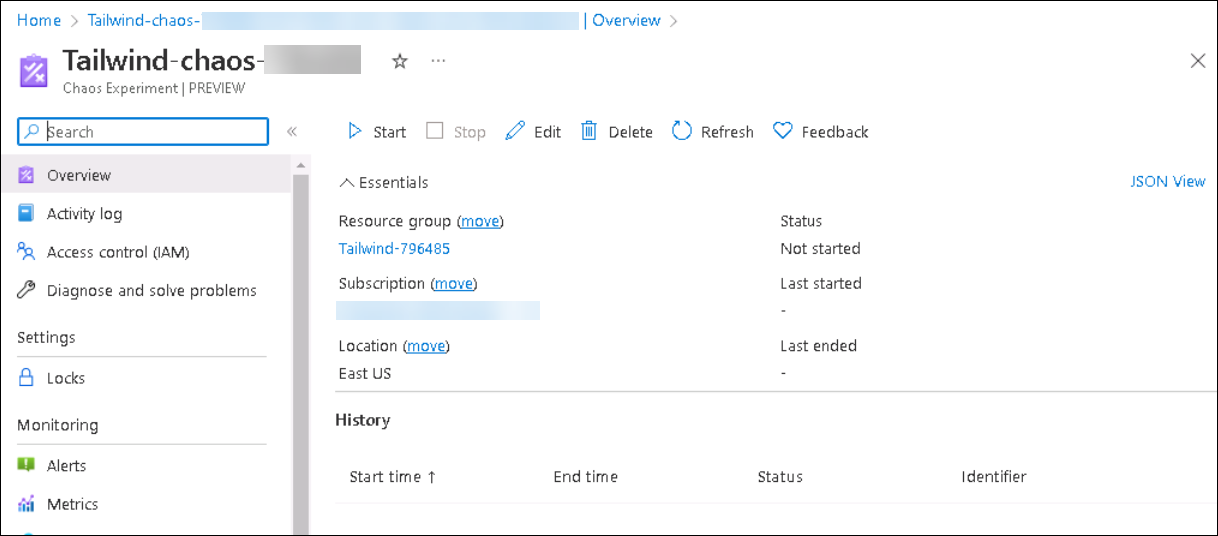 Home > Tailwind-chaos- | Overview >
Tailwind-chaos-
Chaos Experiment | PREVIEW
Search
Start Stop Edit Delete Refresh Feedback
Overview
Activity log
Access control (IAM)
Diagnose and solve problems
Settings
Locks
Monitoring
Alerts
Metrics
Essentials
JSON View
Resource group (move)
Tailwind-796485
Subscription (move)
Location (move)
East US
Status
Not started
Last started
-
Last ended
-
History
Start time ↑ End time Status Identifier